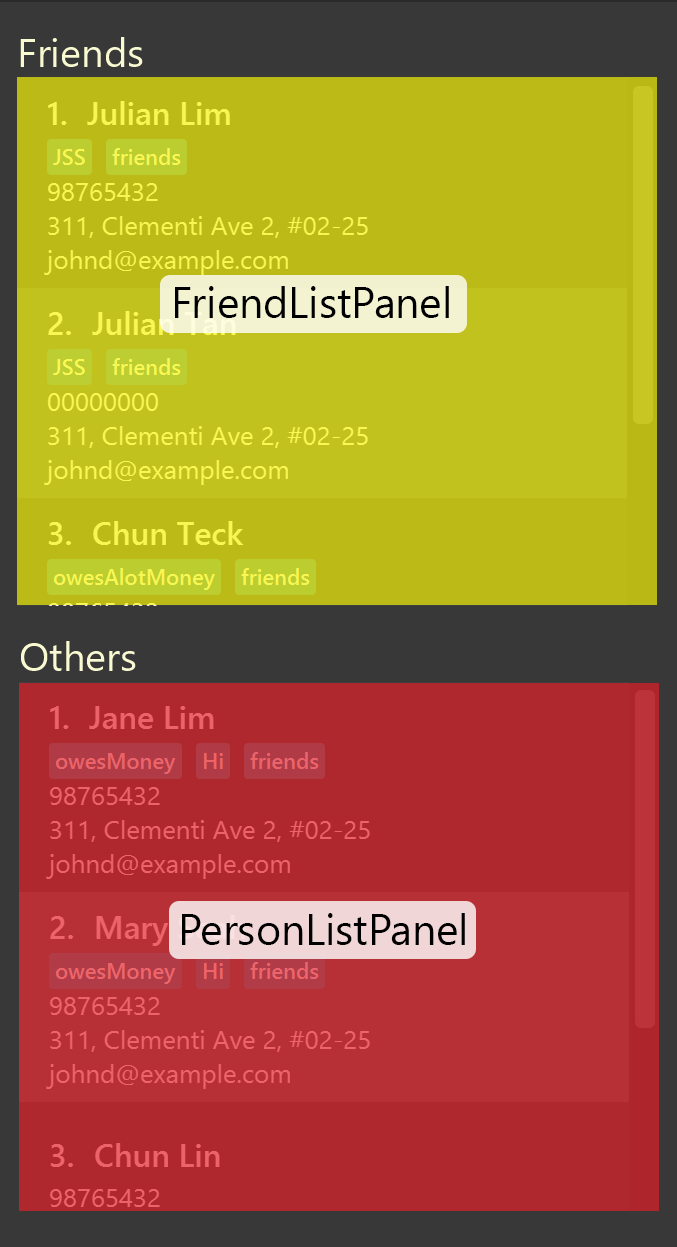 Friends
1. Julian Lim
JSS friends
98765432
311, Clementi Ave 2, #02-25
johnd@example.com
FriendListPanel
2. Julian Tan
JSS friends
00000000
311, Clementi Ave 2, #02-25
johnd@example.com
3. Chun Teck
owesAlotMoney friends
Others
1. Jane Lim
owesMoney Hi friends
98765432
311, Clementi Ave 2, #02-25
johnd@example.com
2. Mary
PersonListPanel
owesMoney Hi friends
98765432
311, Clementi Ave 2, #02-25
johnd@example.com
3. Chun Lin
98765432